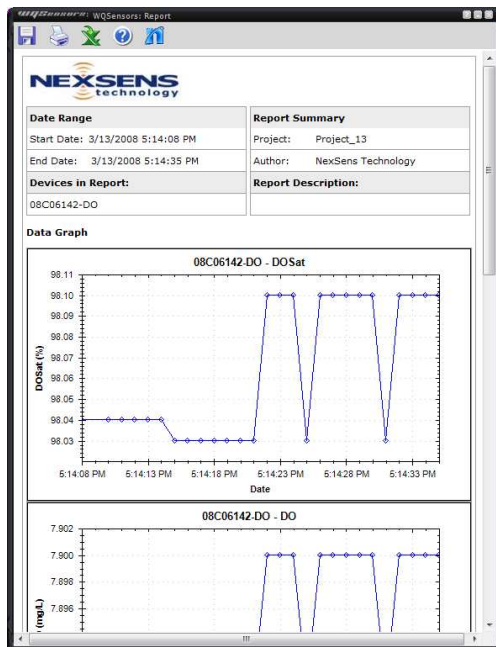 WQSensors: WQSensors: Report
NEXSENS
technology
Date Range
Report Summary
Start Date: 3/13/2008 5:14:08 PM
Project: Project_13
End Date: 3/13/2008 5:14:35 PM
Author: NexSens Technology
Devices in Report:
Report Description:
08C06142-DO
Data Graph
08C06142-DO - DOSat
98.11
98.10
98.09
98.08
98.07
98.06
98.05
98.04
98.03
DOSat (%)
5:14:08 PM 5:14:13 PM 5:14:18 PM 5:14:23 PM 5:14:28 PM 5:14:33 PM
Date
08C06142-DO - DO
7.902
7.900
7.898
7.896
(mg/L)